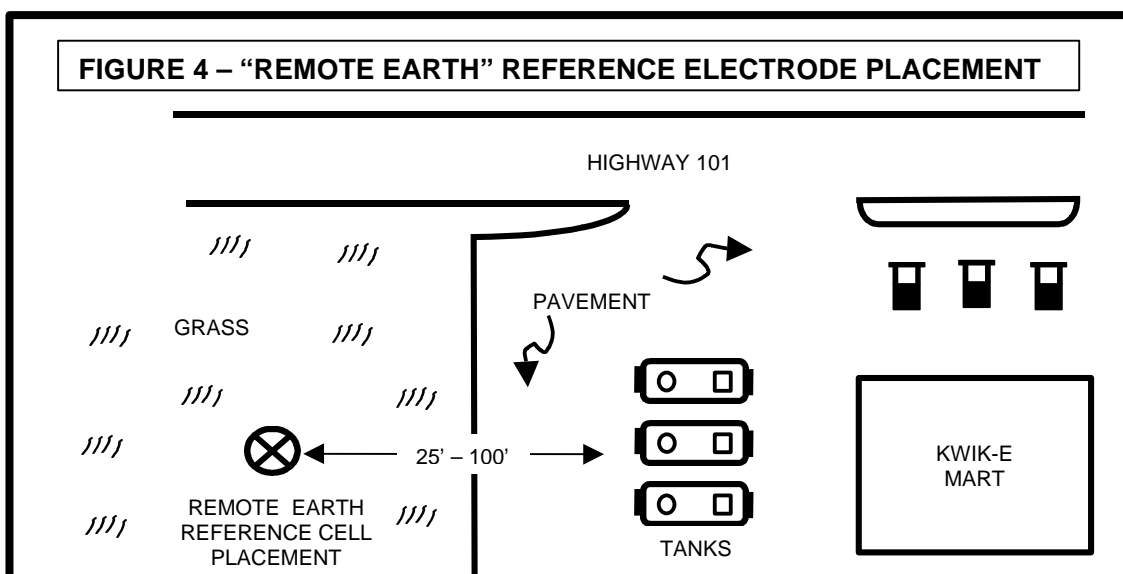 FIGURE 4 – “REMOTE EARTH” REFERENCE ELECTRODE PLACEMENT
HIGHWAY 101
PAVEMENT
GRASS
25’ – 100’
KWIK-E
MART
REMOTE EARTH
REFERENCE CELL
PLACEMENT
TANKS